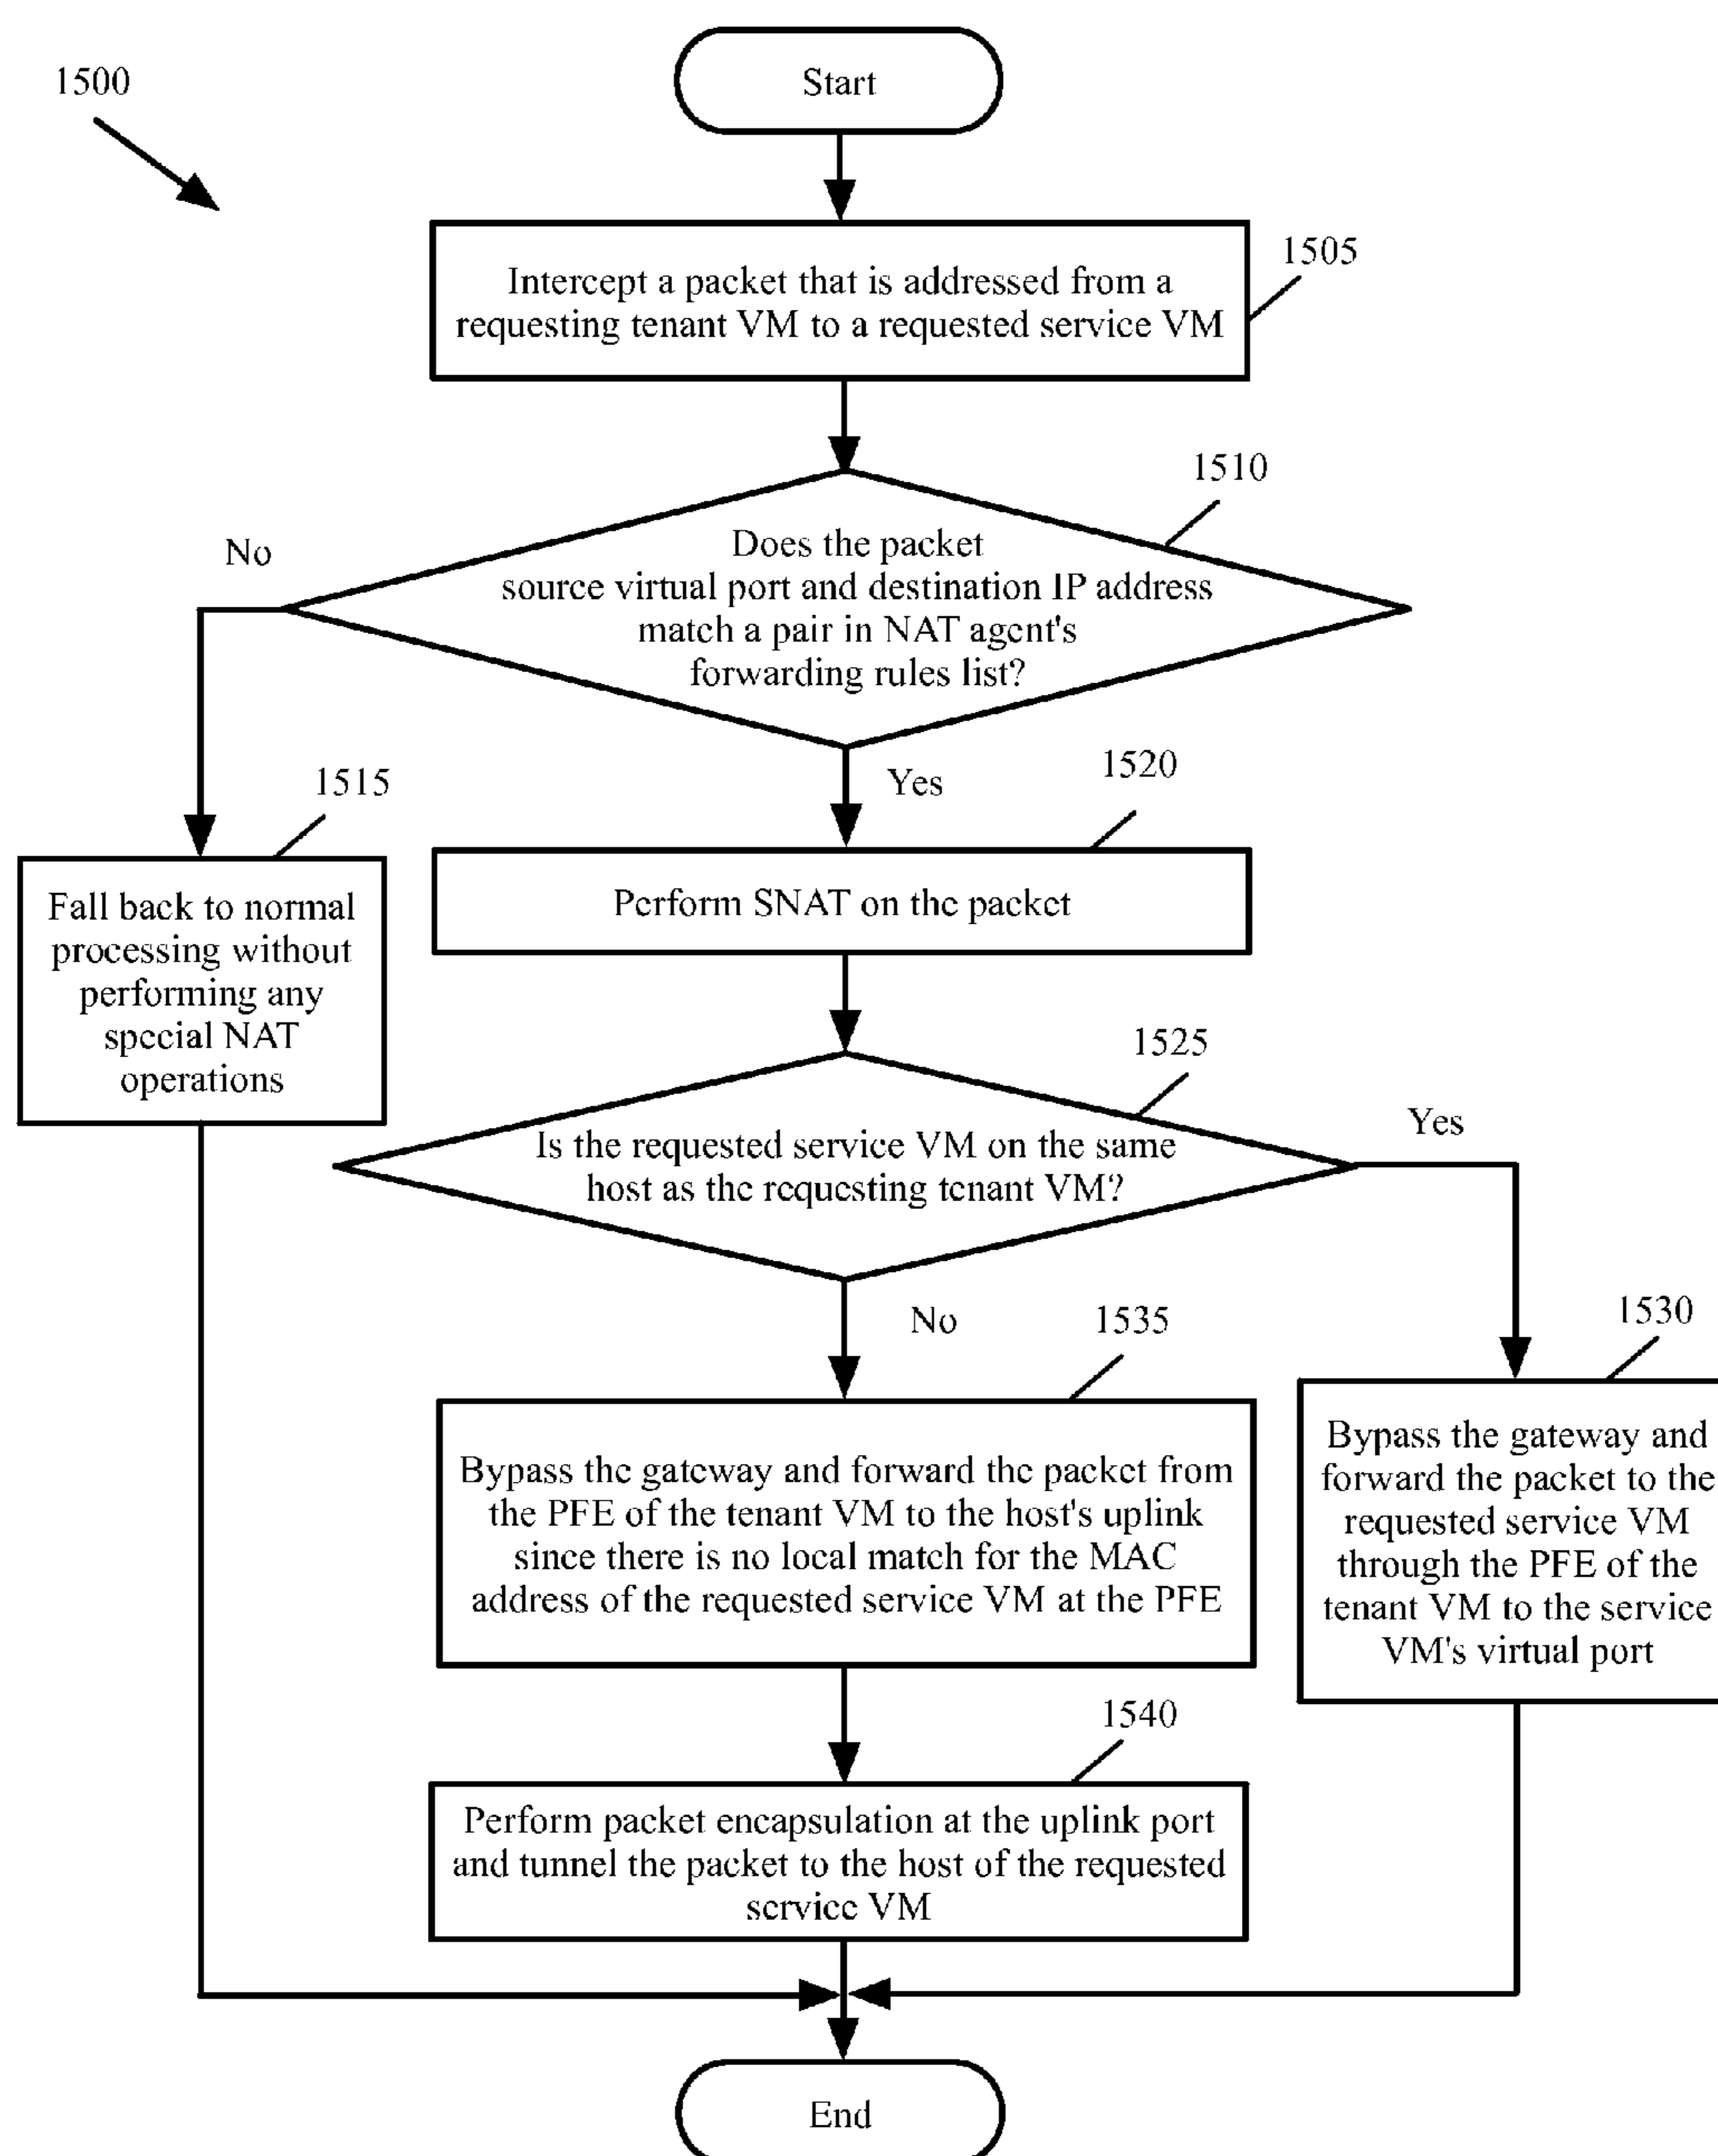 1500
Start
1505
Intercept a packet that is addressed from a
requesting tenant VM to a requested service VM
1510
Does the packet
source virtual port and destination IP address
match a pair in NAT agent's
forwarding rules list?
No
Yes
1515
Fall back to normal
processing without
performing any
special NAT
operations
1520
Perform SNAT on the packet
1525
Is the requested service VM on the same
host as the requesting tenant VM?
Yes
No
1530
Bypass the gateway and
forward the packet to the
requested service VM
through the PFE of the
tenant VM to the service
VM's virtual port
1535
Bypass the gateway and forward the packet from
the PFE of the tenant VM to the host's uplink
since there is no local match for the MAC
address of the requested service VM at the PFE
1540
Perform packet encapsulation at the uplink port
and tunnel the packet to the host of the requested
service VM
End